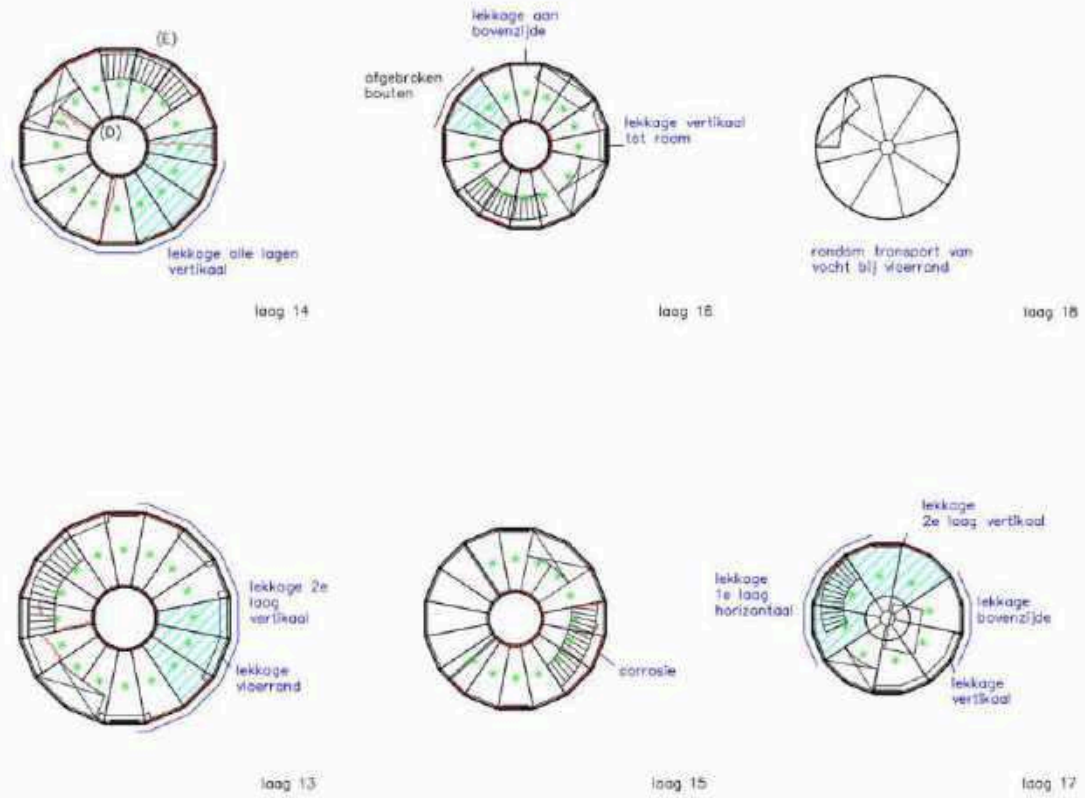 (E)
(D)
lekkage alle lagen
vertikaal
laag 14
lekkage aan
bovenzijde
afgebroken
bouten
lekkage vertikaal
tot raam
laag 16
rondom transport van
vocht bij vloerrand
laag 18
lekkage 2e
laag
vertikaal
lekkage
vloerrand
laag 13
corrosie
laag 15
lekkage
2e laag vertikaal
lekkage
1e laag
horizontaal
lekkage
bovenzijde
lekkage
vertikaal
laag 17